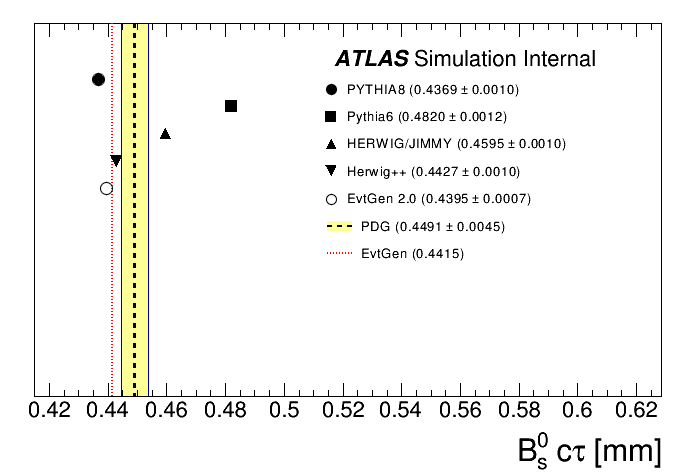 ATLAS Simulation Internal
PYTHIA8 (0.4369 ± 0.0010)
Pythia6 (0.4820 ± 0.0012)
HERWIG/JIMMY (0.4595 ± 0.0010)
Herwig++ (0.4427 ± 0.0010)
EvtGen 2.0 (0.4395 ± 0.0007)
PDG (0.4491 ± 0.0045)
EvtGen (0.4415)
0.42 0.44 0.46 0.48 0.5 0.52 0.54 0.56 0.58 0.6 0.62
B⁰ₛ cτ [mm]